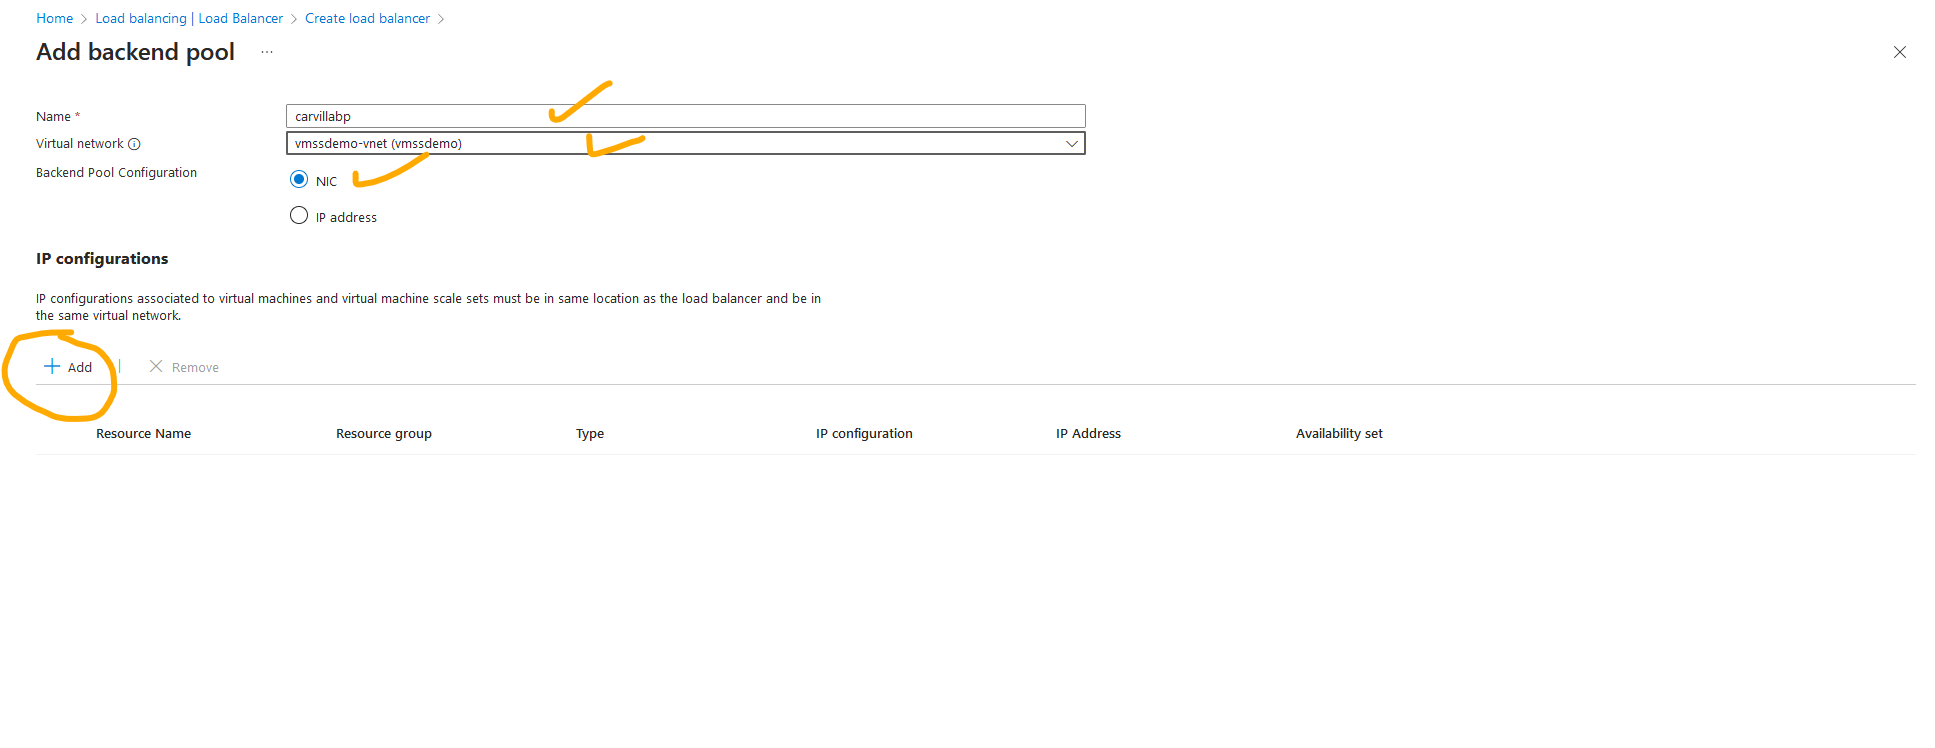 Home > Load balancing | Load Balancer > Create load balancer >
Add backend pool ...
Name *
carvillabp
Virtual network
vmssdemo-vnet (vmssdemo)
Backend Pool Configuration
NIC
IP address
IP configurations
IP configurations associated to virtual machines and virtual machine scale sets must be in same location as the load balancer and be in
the same virtual network.
+ Add | Remove
Resource Name Resource group Type IP configuration IP Address Availability set